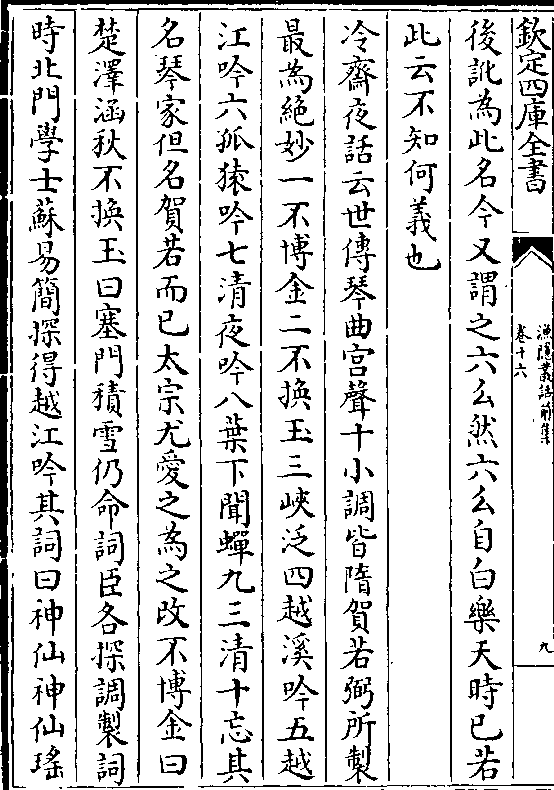 欽定四庫全書
漁隱叢話前集
卷十六
九
後訛為此名今又謂之六么然六么自白樂天時已若
此云不知何義也
冷齋夜話云世傳琴曲宫聲十小調皆隋賀若弼所製
最為絶妙一不博金二不換玉三峽泛四越溪吟五越
江吟六孤猿吟七清夜吟八葉下聞蟬九三清十忘其
名琴家但名賀若而已太宗尤愛之為之改不博金曰
楚澤涵秋不換玉曰塞門積雪仍命詞臣各探調製詞
時北門學士蘇易簡探得越江吟其詞曰神仙神仙瑤